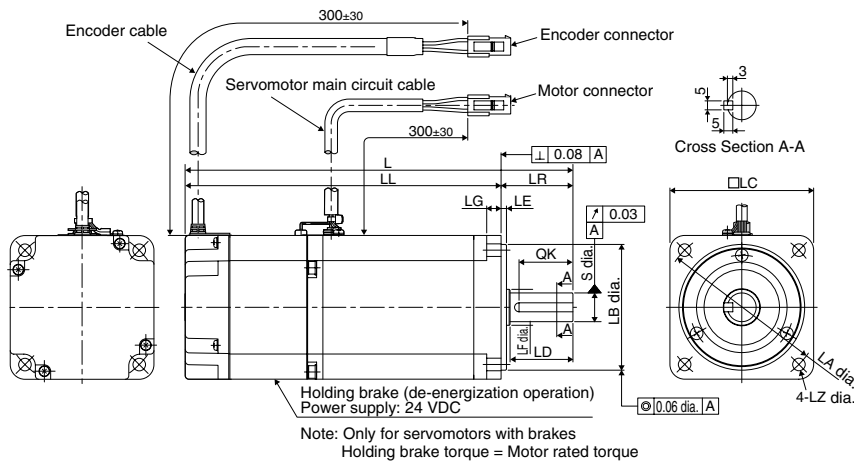 300±30
Encoder cable
Encoder connector
Servomotor main circuit cable
Motor connector
3
5
5
Cross Section A-A
300±30
⊥ 0.08 A
L
LL
LR
□LC
LG
LE
↗ 0.03
A
QK
A
S dia.
LB dia.
A
LF dia.
LD
LA dia.
4-LZ dia.
Holding brake (de-energization operation)
Power supply: 24 VDC
◎ 0.06 dia. A
Note: Only for servomotors with brakes
Holding brake torque = Motor rated torque